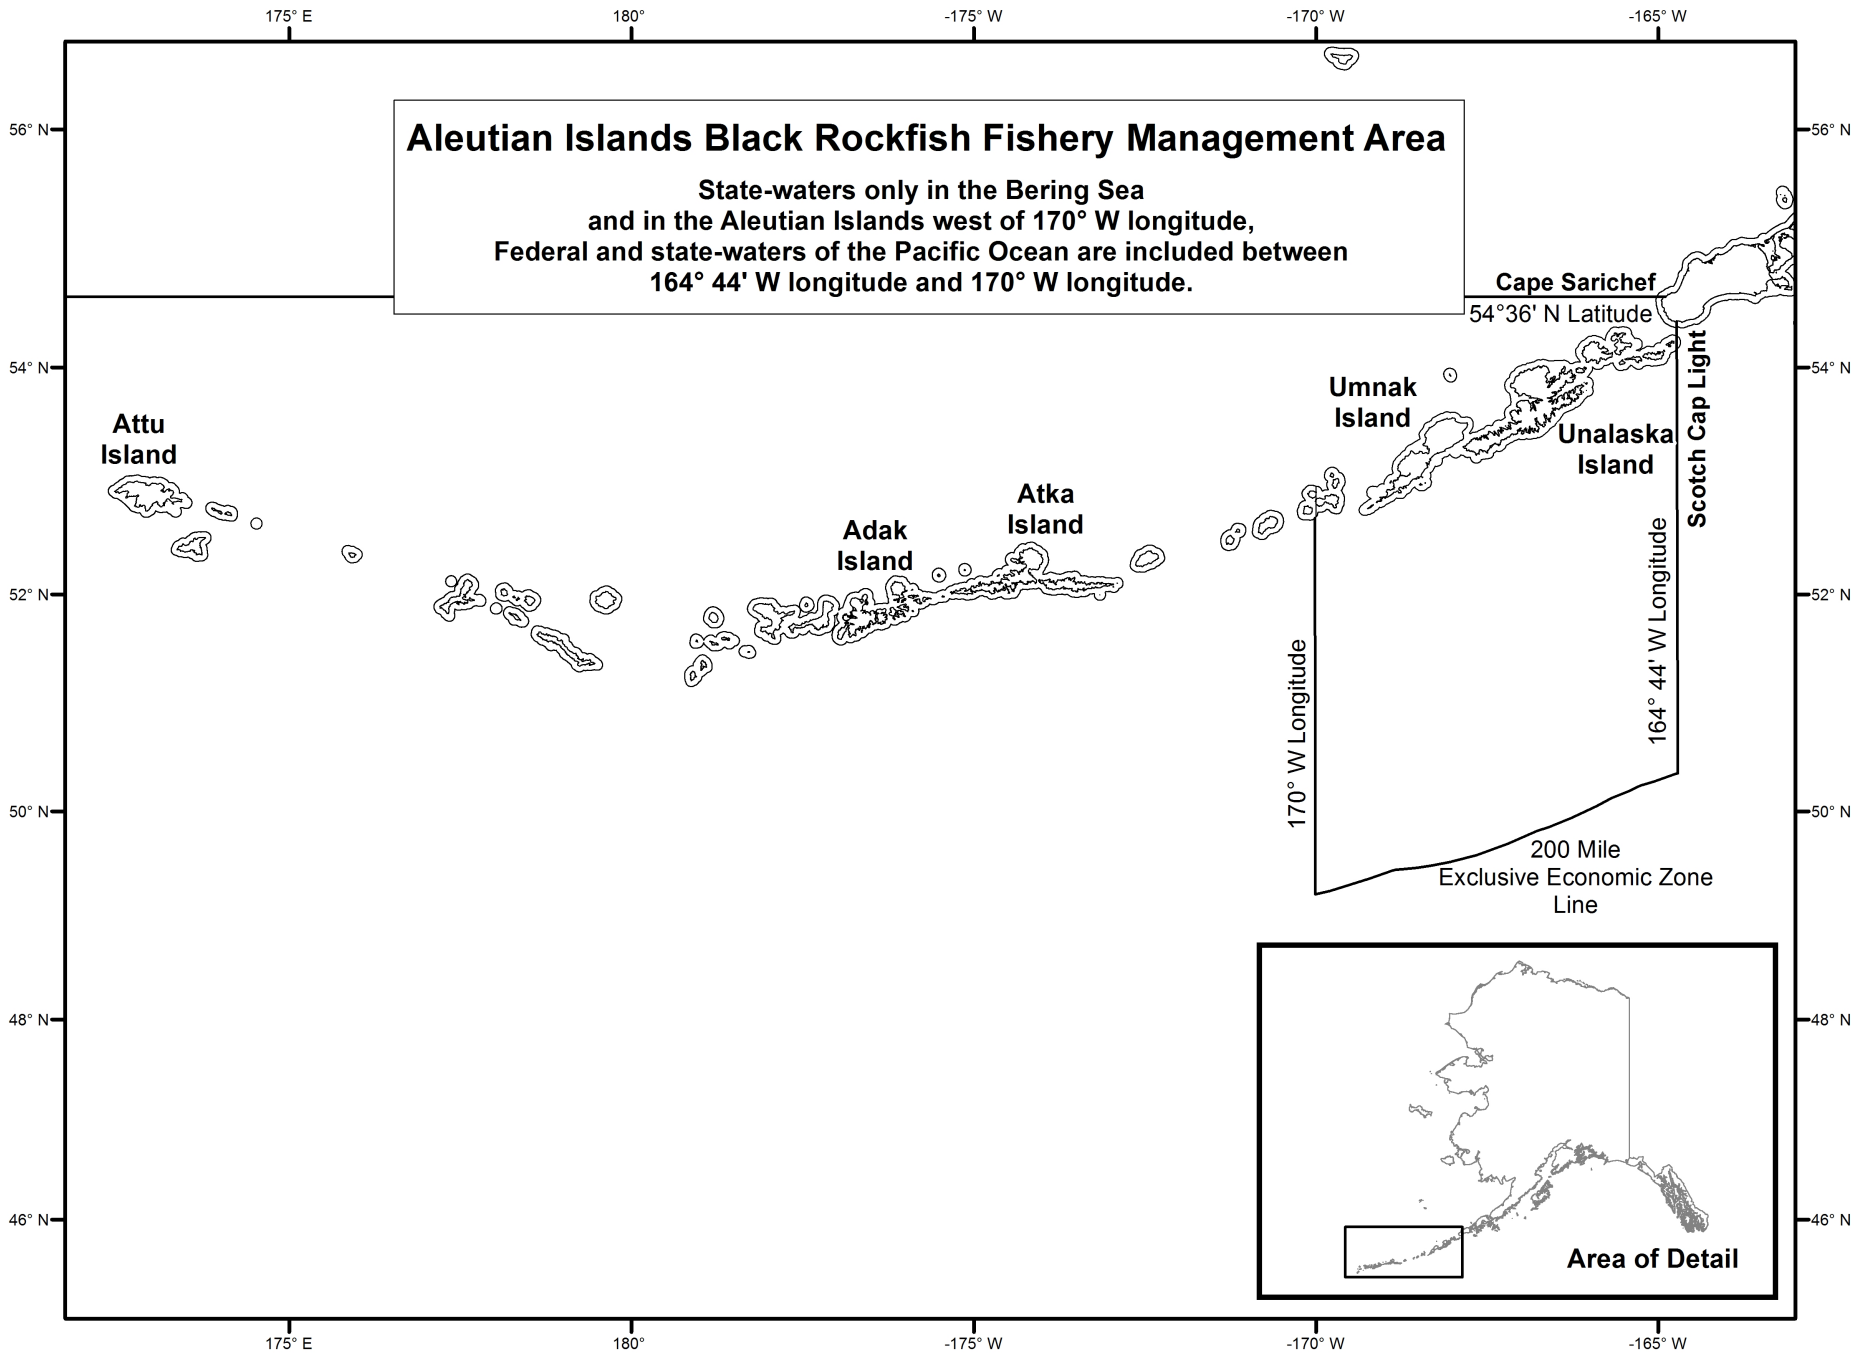 175° E
180°
-175° W
-170° W
-165° W
56° N
56° N
Aleutian Islands Black Rockfish Fishery Management Area
State-waters only in the Bering Sea
and in the Aleutian Islands west of 170° W longitude,
Federal and state-waters of the Pacific Ocean are included between
164° 44' W longitude and 170° W longitude.
Cape Sarichef
54°36' N Latitude
Scotch Cap Light
54° N
54° N
Umnak
Island
Unalaska
Island
Attu
Island
Atka
Island
Adak
Island
52° N
52° N
170° W Longitude
164° 44' W Longitude
50° N
50° N
200 Mile
Exclusive Economic Zone
Line
48° N
48° N
46° N
46° N
Area of Detail
175° E
180°
-175° W
-170° W
-165° W